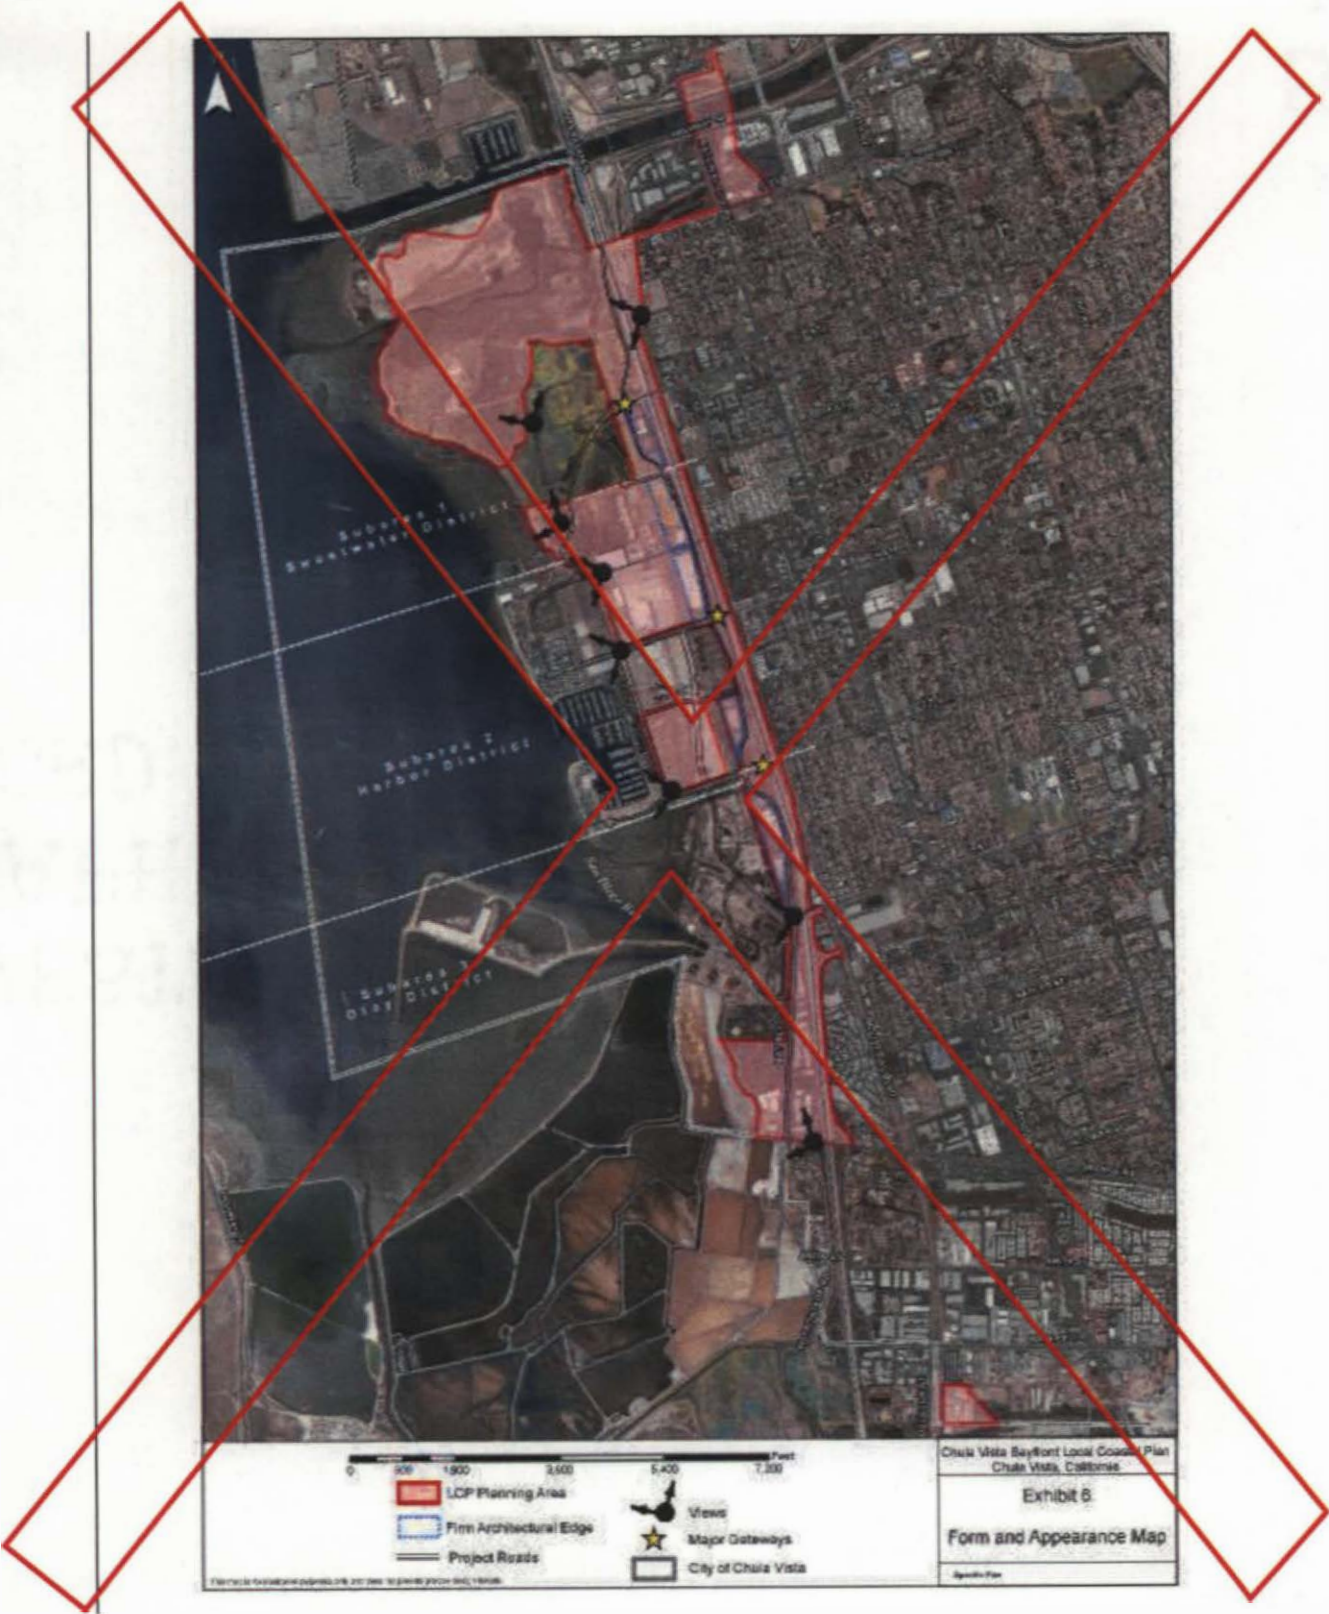 Subarea 1
Sweetwater District
Subarea 2
Harbor District
Subarea 3
Otay District
Feet
0 900 1,800 3,600 5,400 7,200
LCP Planning Area
Firm Architectural Edge
Project Roads
Views
Major Gateways
City of Chula Vista
Chula Vista Bayfront Local Coastal Plan
Chula Vista, California
Exhibit 6
Form and Appearance Map
Specific Plan